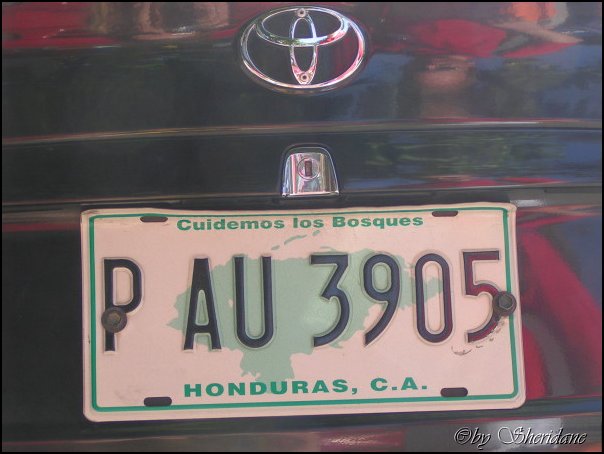 Cuidemos los Bosques
P AU 3905
HONDURAS, C.A.
©by Sheridane